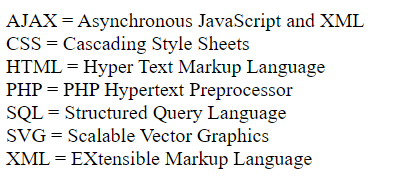 AJAX = Asynchronous JavaScript and XML
CSS = Cascading Style Sheets
HTML = Hyper Text Markup Language
PHP = PHP Hypertext Preprocessor
SQL = Structured Query Language
SVG = Scalable Vector Graphics
XML = EXtensible Markup Language